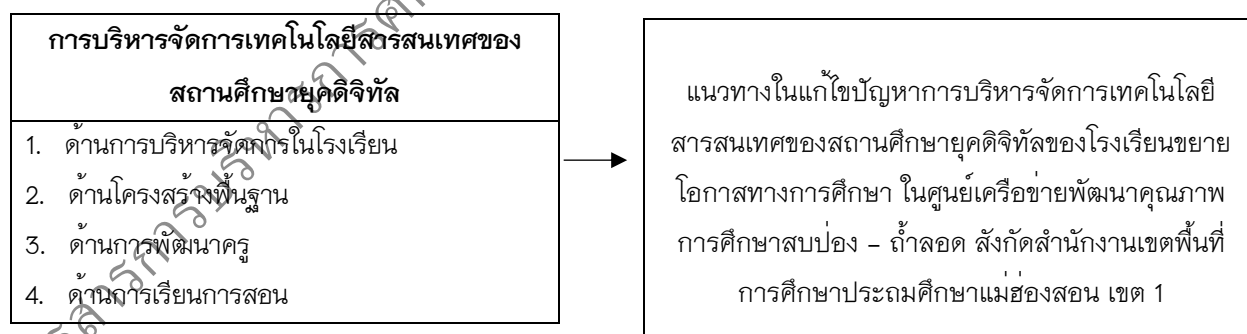 การบริหารจัดการเทคโนโลยีสารสนเทศของ
สถานศึกษายุคดิจิทัล
1. ด้านการบริหารจัดการในโรงเรียน
2. ด้านโครงสร้างพื้นฐาน
3. ด้านการพัฒนาครู
4. ด้านการเรียนการสอน
แนวทางในแก้ไขปัญหาการบริหารจัดการเทคโนโลยี
สารสนเทศของสถานศึกษายุคดิจิทัลของโรงเรียนขยาย
โอกาสทางการศึกษา ในศูนย์เครือข่ายพัฒนาคุณภาพ
การศึกษาสบป่อง – ถ้ำลอด สังกัดสำนักงานเขตพื้นที่
การศึกษาประถมศึกษาแม่ฮ่องสอน เขต 1